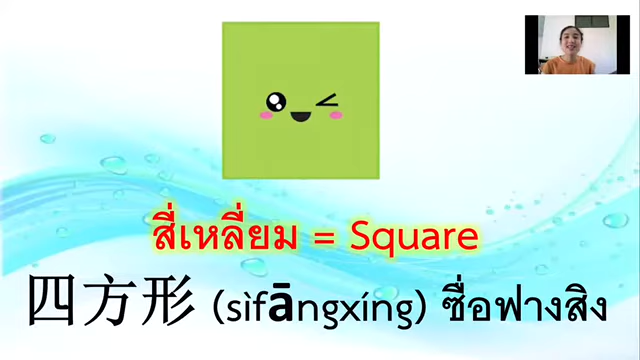 สี่เหลี่ยม = Square
四方形 (sìfāngxíng) ซื่อฟางสิง